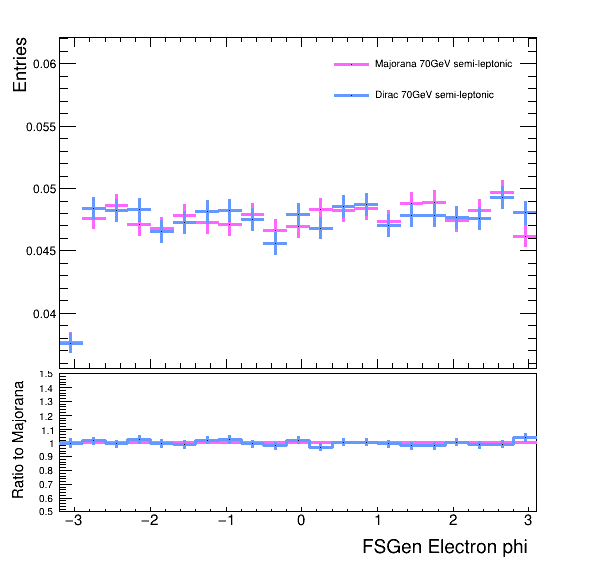 Entries
0.06
0.055
0.05
0.045
0.04
Majorana 70GeV semi-leptonic
Dirac 70GeV semi-leptonic
Ratio to Majorana
1.5
1.4
1.3
1.2
1.1
1
0.9
0.8
0.7
0.6
0.5
−3 −2 −1 0 1 2 3
FSGen Electron phi